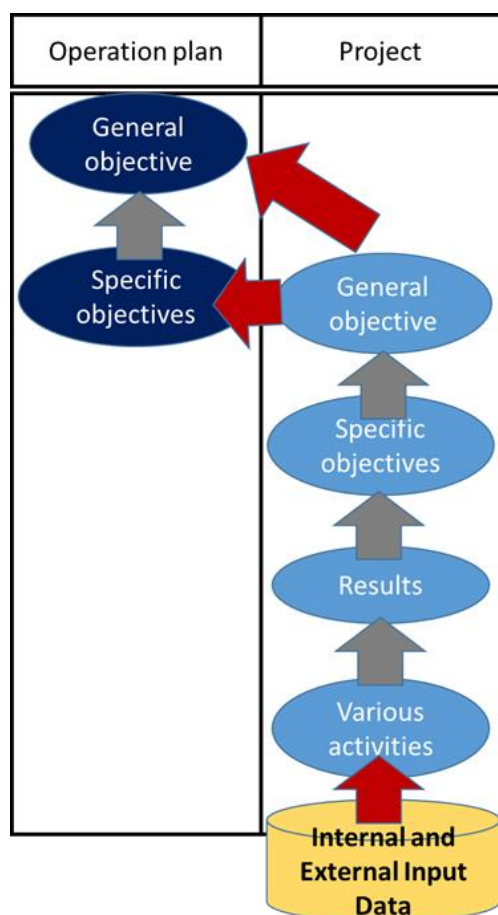 Operation plan
Project
General
objective
Specific
objectives
General
objective
Specific
objectives
Results
Various
activities
Internal and
External Input
Data